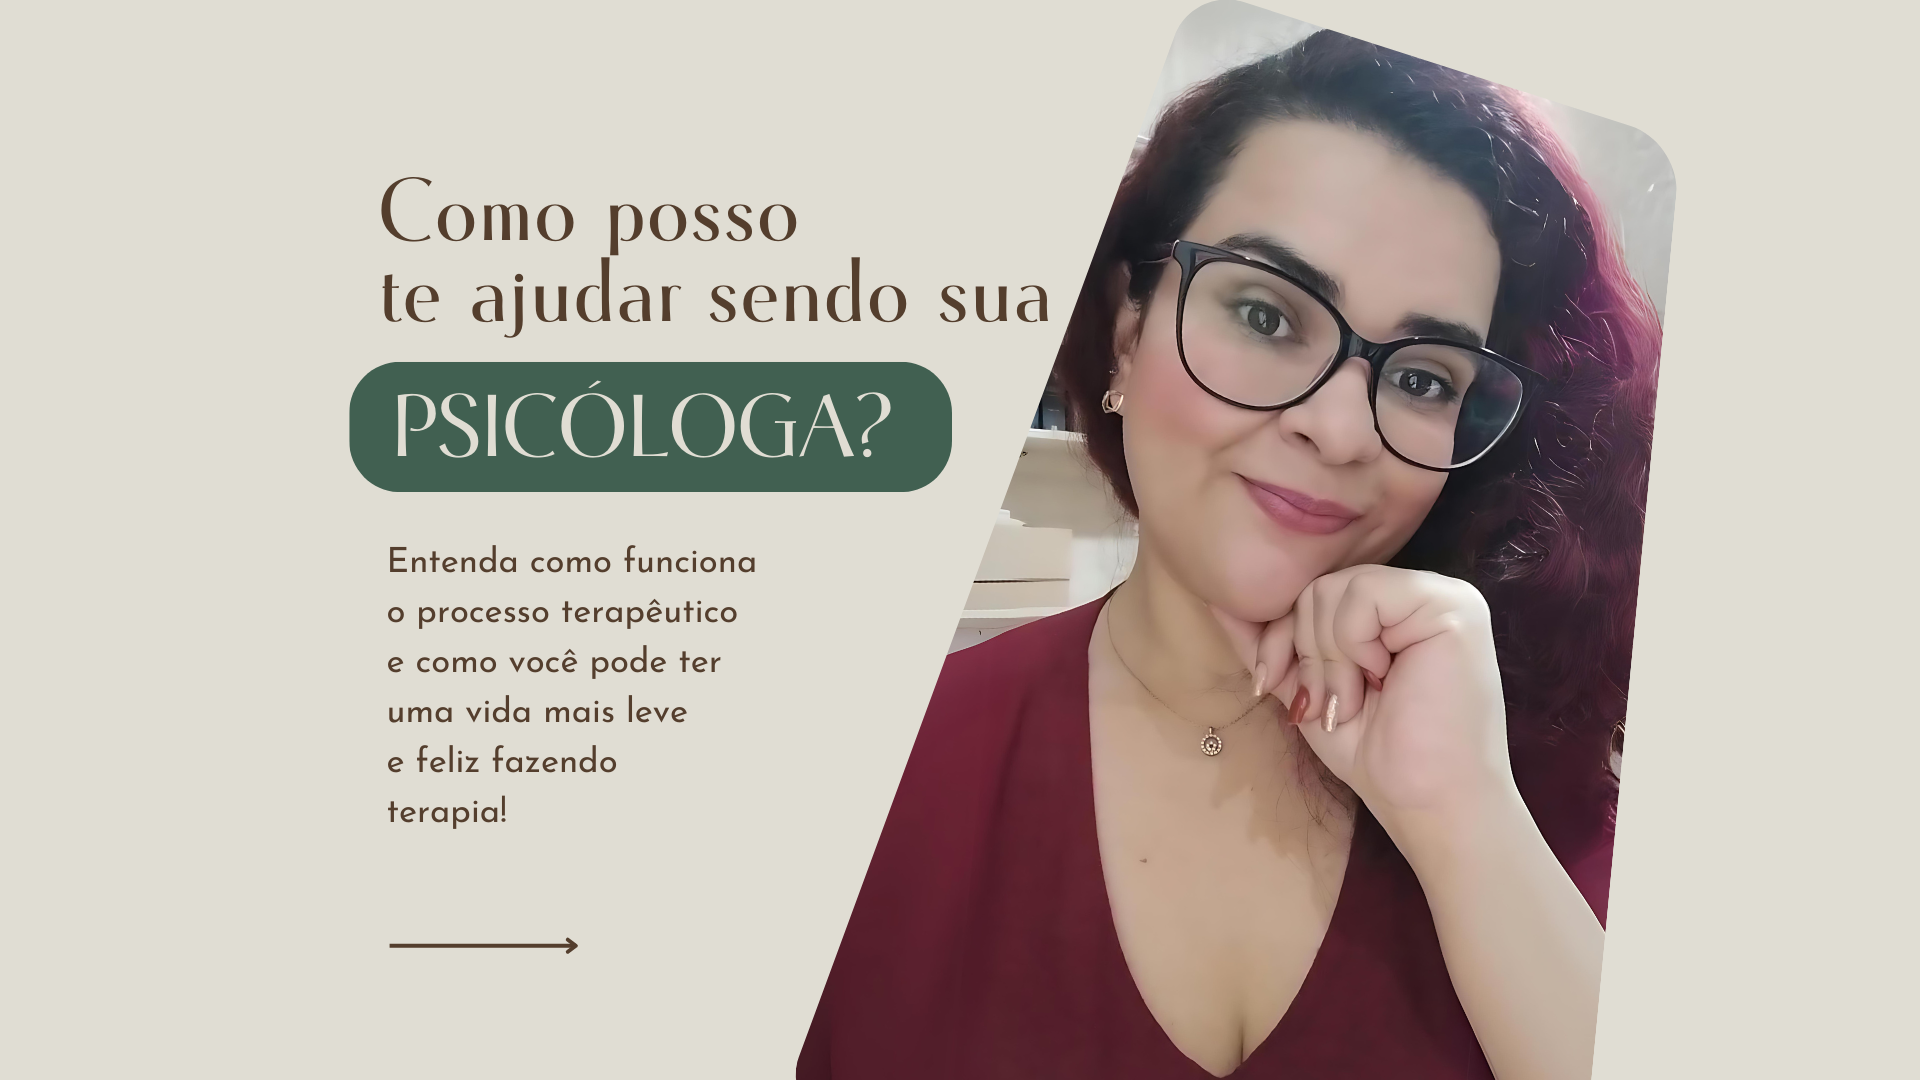 Como posso
te ajudar sendo sua
PSICÓLOGA?
Entenda como funciona
o processo terapêutico
e como você pode ter
uma vida mais leve
e feliz fazendo
terapia!